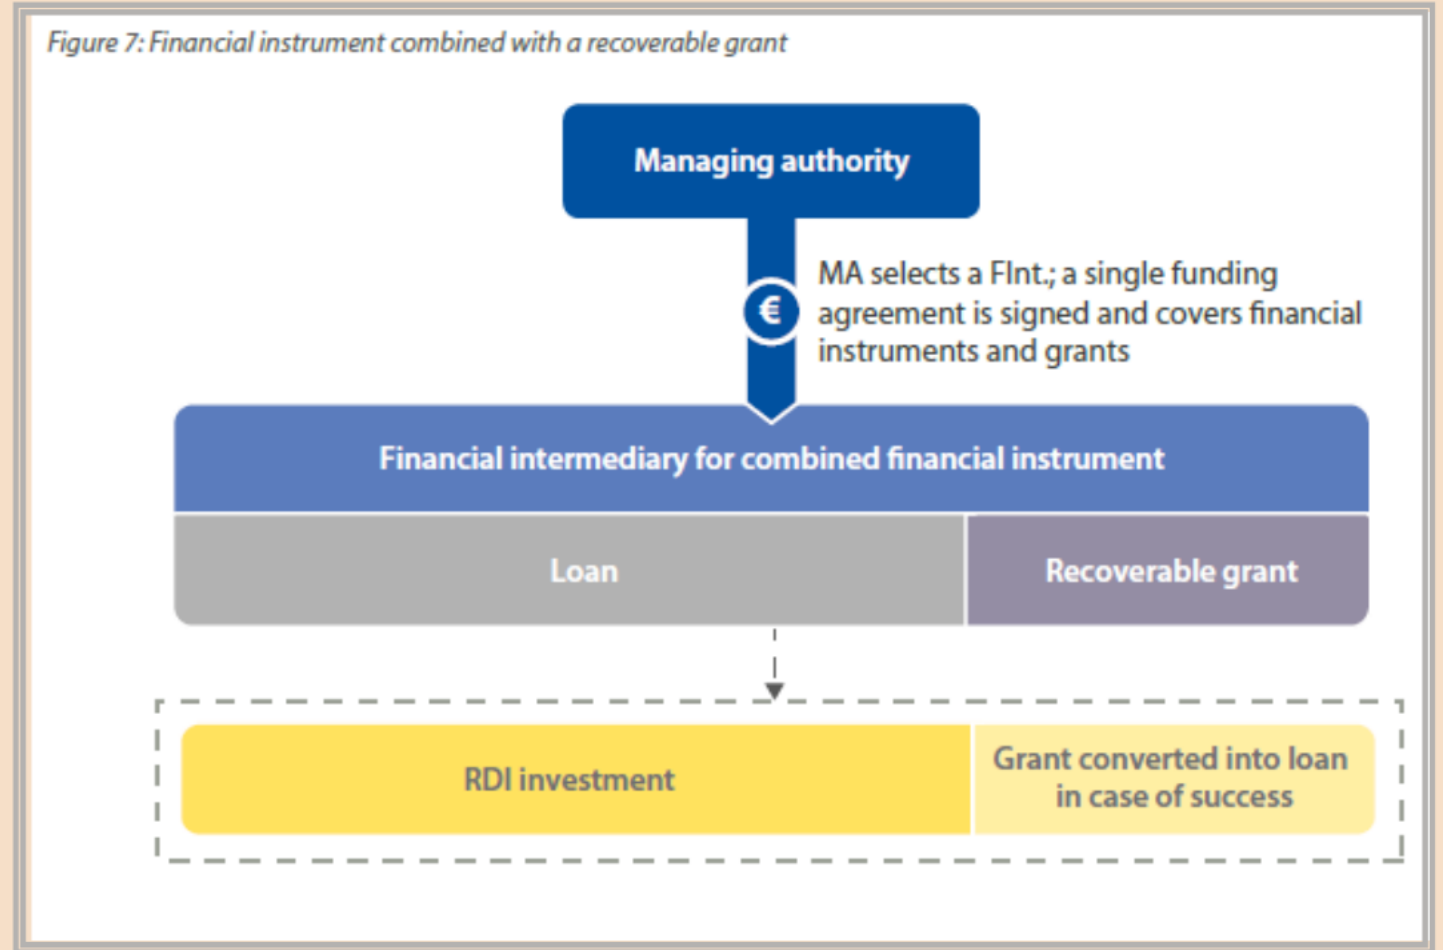 Figure 7: Financial instrument combined with a recoverable grant
Managing authority
€
MA selects a FInt.; a single funding
agreement is signed and covers financial
instruments and grants
Financial intermediary for combined financial instrument
Loan
Recoverable grant
RDI investment
Grant converted into loan
in case of success